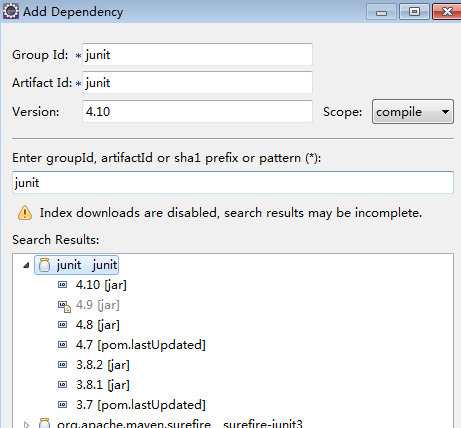 Add Dependency
Group Id: * junit
Artifact Id: * junit
Version: 4.10 Scope: compile
Enter groupId, artifactId or sha1 prefix or pattern (*):
junit
Index downloads are disabled, search results may be incomplete.
Search Results:
junit junit
4.10 [jar]
4.9 [jar]
4.8 [jar]
4.7 [pom.lastUpdated]
3.8.2 [jar]
3.8.1 [jar]
3.7 [pom.lastUpdated]
org.apache.maven.surefire surefire-junit3